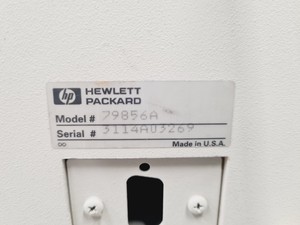 hp HEWLETT
PACKARD
Model # 79856A
Serial # 3114A03269
∞ Made in U.S.A.